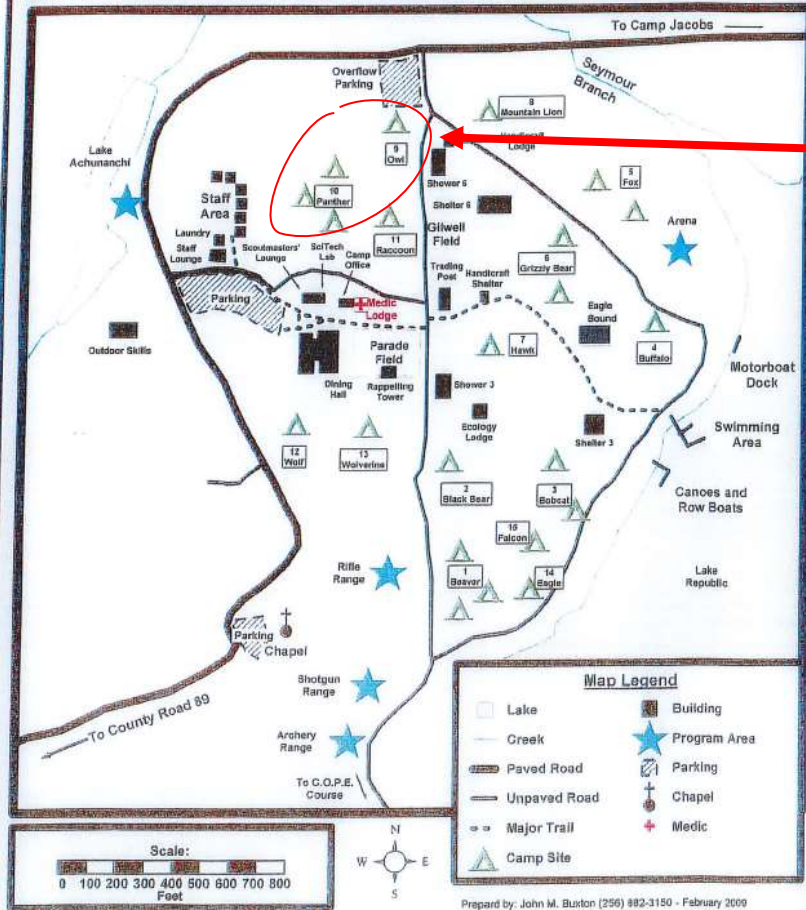 To Camp Jacobs
Overflow
Parking
Seymour
Branch
8
Mountain Lion
Lodge
Lake
Achunanchi
9
Owl
Shower 6
5
Fox
10
Panther
Shelter 6
Staff
Area
Arena
11
Raccoon
Gilwell
Field
Laundry
Staff
Lounge
Scoutmasters'
Lounge
SciTech
Lab
Camp
Office
6
Grizzly Bear
Trading
Post
Handicraft
Shelter
Parking
Medic
Lodge
Eagle
Bound
Outdoor Skills
Parade
Field
7
Hawk
4
Buffalo
Motorboat
Dock
Dining
Hall
Rappelling
Tower
Shower 3
Ecology
Lodge
Shelter 3
Swimming
Area
12
Wolf
13
Wolverine
2
Black Bear
3
Bobcat
Canoes and
Row Boats
Falcon
Rifle
Range
1
Beaver
14
Eagle
Lake
Republic
Parking
Chapel
Shotgun
Range
To County Road 89
Archery
Range
To C.O.P.E.
Course
Map Legend
Lake
Building
Creek
Program Area
Paved Road
Parking
Unpaved Road
Chapel
Major Trail
Medic
Camp Site
Scale:
0 100 200 300 400 500 600 700 800
Feet
N
W E
S
Prepard by: John M. Buxton (256) 882-3150 - February 2009